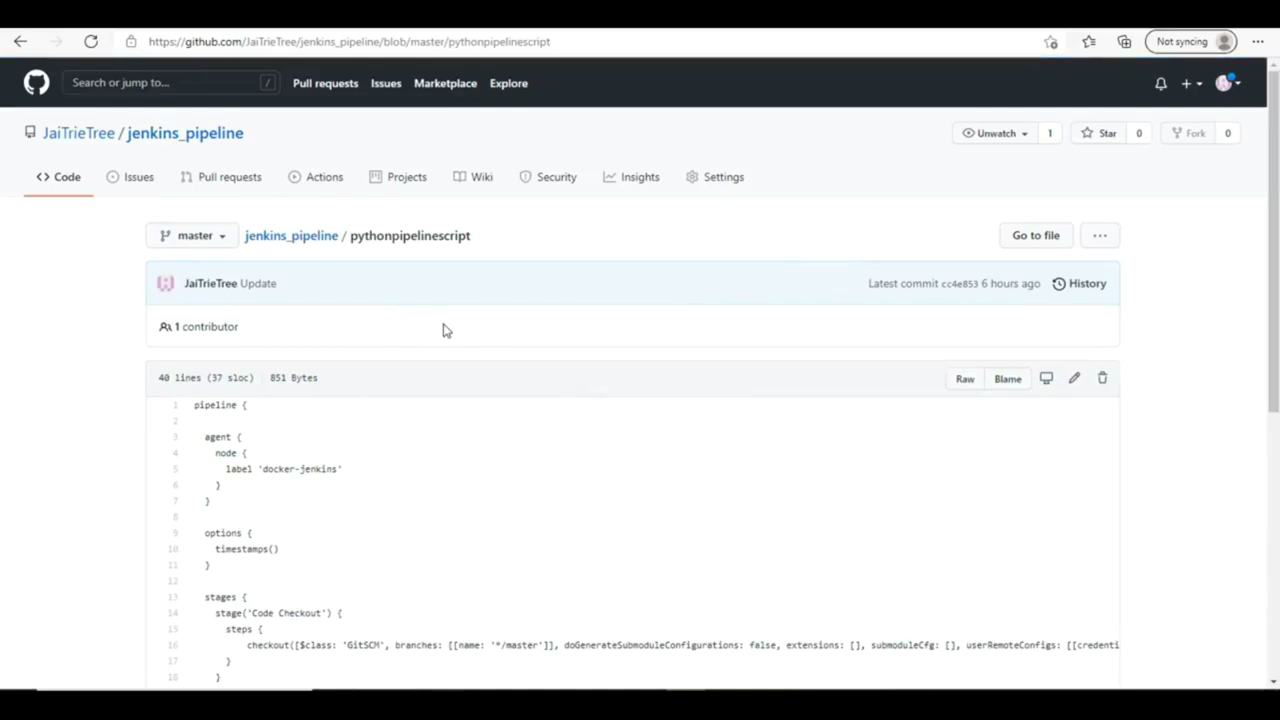 https://github.com/JaiTrieTree/jenkins_pipeline/blob/master/pythonpipelinescript
Not syncing
Search or jump to...
/
Pull requests
Issues
Marketplace
Explore
JaiTrieTree / jenkins_pipeline
Unwatch 1
Star 0
Fork 0
Code
Issues
Pull requests
Actions
Projects
Wiki
Security
Insights
Settings
master
jenkins_pipeline / pythonpipelinescript
Go to file
...
JaiTrieTree Update
Latest commit cc4e853 6 hours ago
History
1 contributor
40 lines (37 sloc) | 851 Bytes
Raw
Blame
1 pipeline {
2
3 agent {
4 node {
5 label 'docker-jenkins'
6 }
7 }
8
9 options {
10 timestamps()
11 }
12
13 stages {
14 stage('Code Checkout') {
15 steps {
16 checkout([$class: 'GitSCM', branches: [[name: '*/master']], doGenerateSubmoduleConfigurations: false, extensions: [], submoduleCfg: [], userRemoteConfigs: [[credenti
17 }
18 }